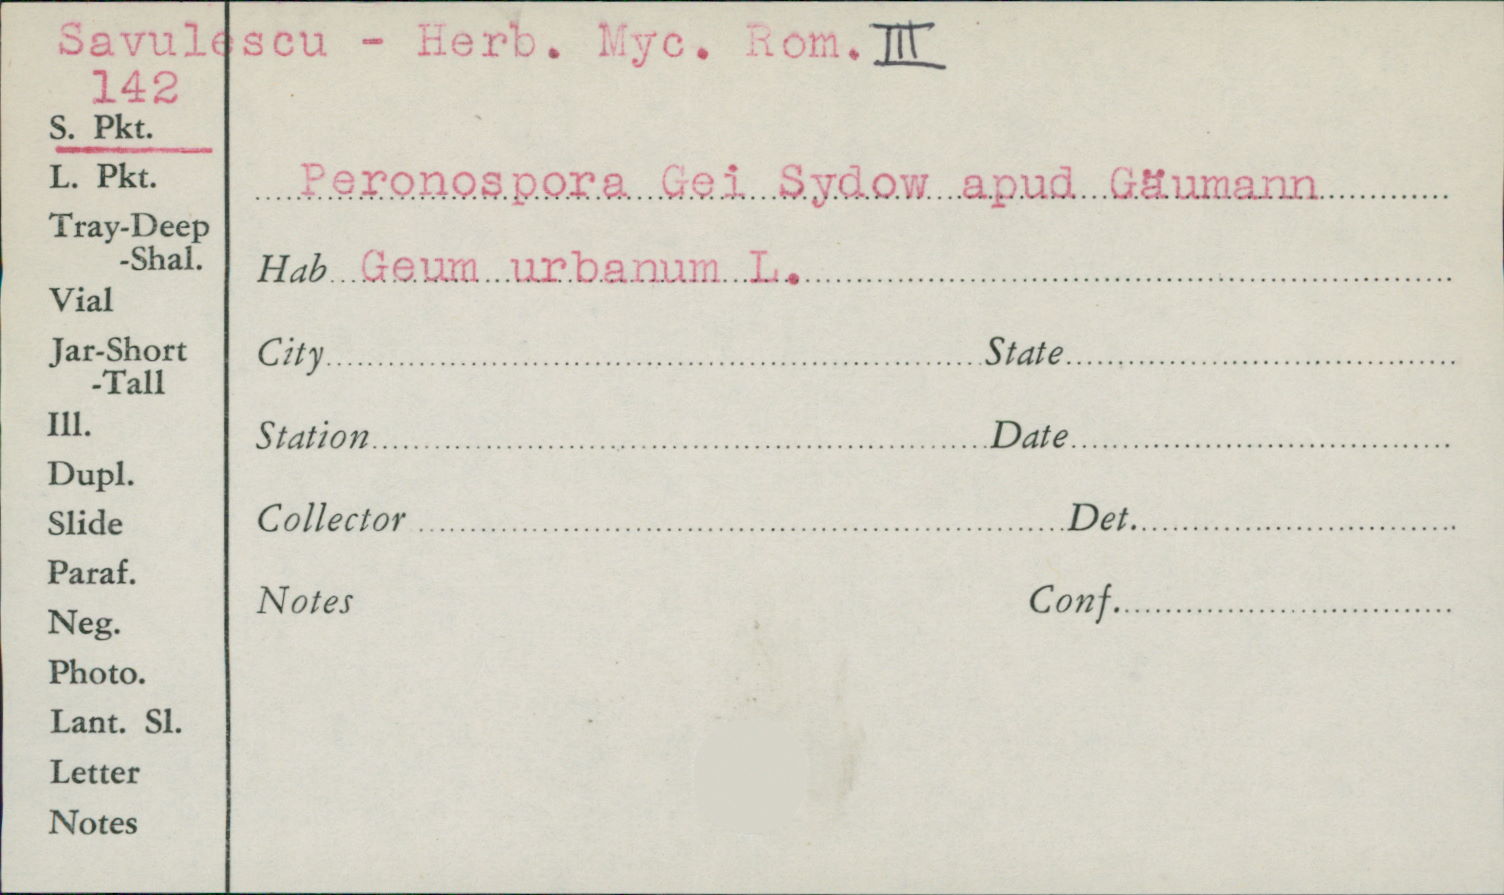 Savulescu - Herb. Myc. Rom. III
142
S. Pkt.
L. Pkt.
Peronospora Gei Sydow apud Gäumann
Tray-Deep
-Shal.
Hab Geum urbanum L.
Vial
Jar-Short
-Tall
City State
Ill.
Station Date
Dupl.
Slide
Collector Det.
Paraf.
Notes Conf.
Neg.
Photo.
Lant. Sl.
Letter
Notes